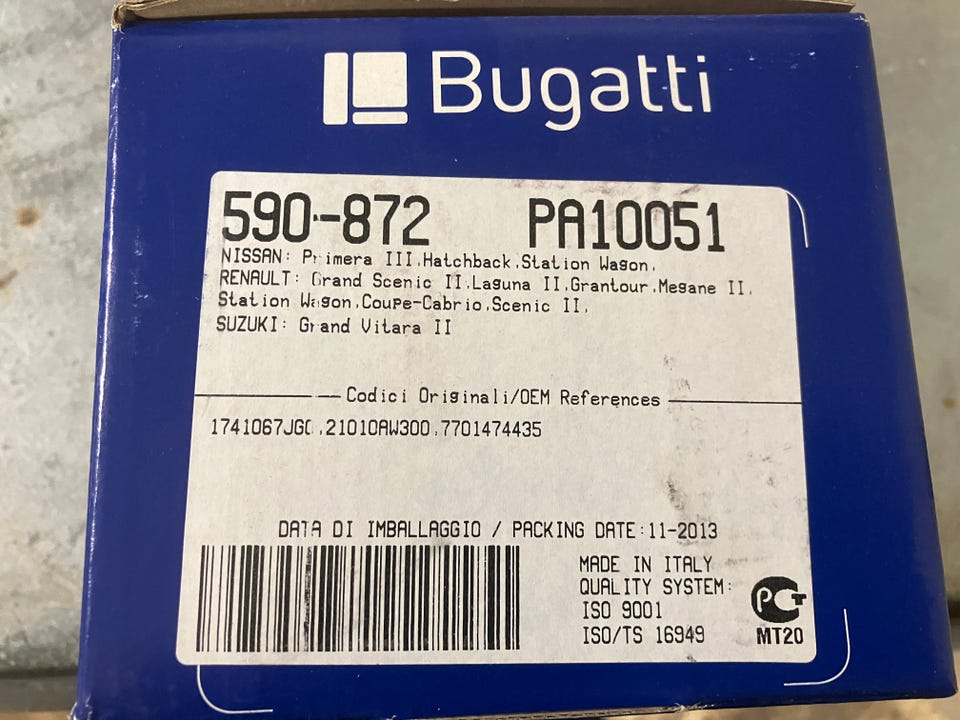 Bugatti
590-872 PA10051
NISSAN: Primera III,Hatchback,Station Wagon,
RENAULT: Grand Scenic II,Laguna II,Grantour,Megane II,
Station Wagon,Coupe-Cabrio,Scenic II,
SUZUKI: Grand Vitara II
Codici Originali/OEM References
1741067JG0,21010AW300,7701474435
DATA DI IMBALLAGGIO / PACKING DATE:11-2013
MADE IN ITALY
QUALITY SYSTEM:
ISO 9001
ISO/TS 16949
PCT
MT20